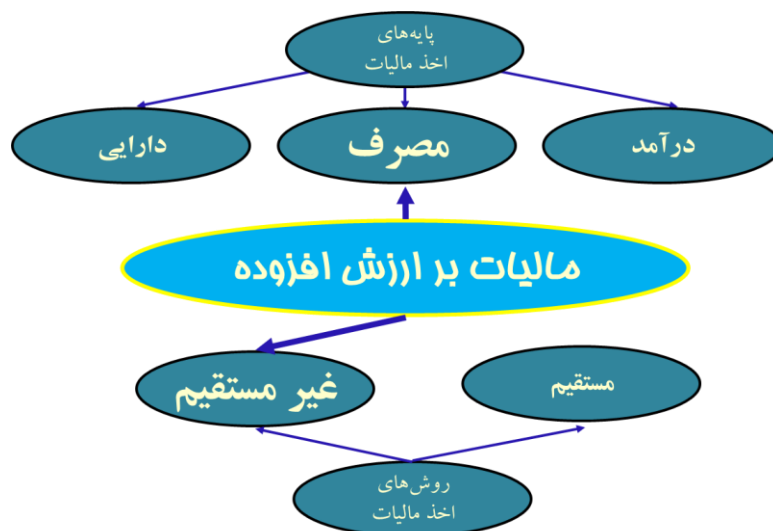 پایه‌های
اخذ مالیات
درآمد
مصرف
دارایی
مالیات بر ارزش افزوده
مستقیم
غیر مستقیم
روش‌های
اخذ مالیات